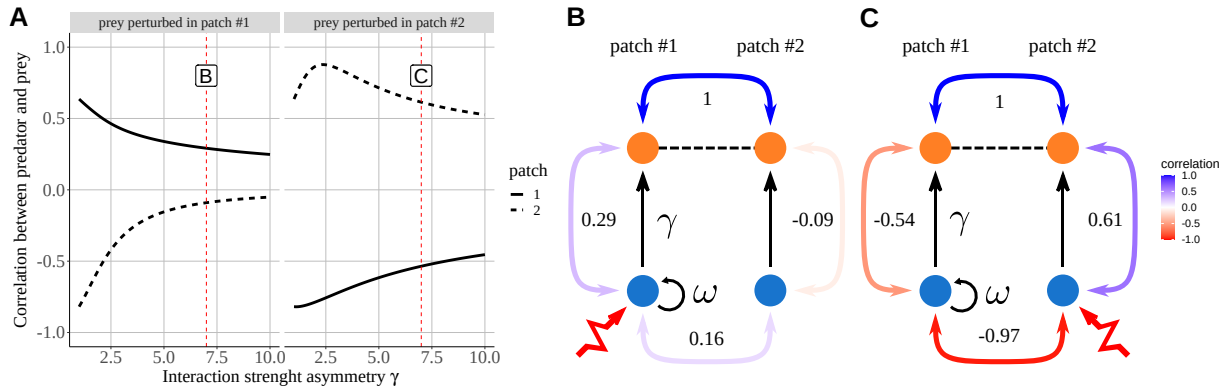 A
prey perturbed in patch #1
prey perturbed in patch #2
Correlation between predator and prey
1.0
0.5
0.0
-0.5
-1.0
B
C
2.5 5.0 7.5 10.0
2.5 5.0 7.5 10.0
Interaction strenght asymmetry γ
patch
1
2
B
patch #1
patch #2
1
0.29
γ
-0.09
ω
0.16
C
patch #1
patch #2
1
-0.54
γ
0.61
ω
-0.97
correlation
1.0
0.5
0.0
-0.5
-1.0